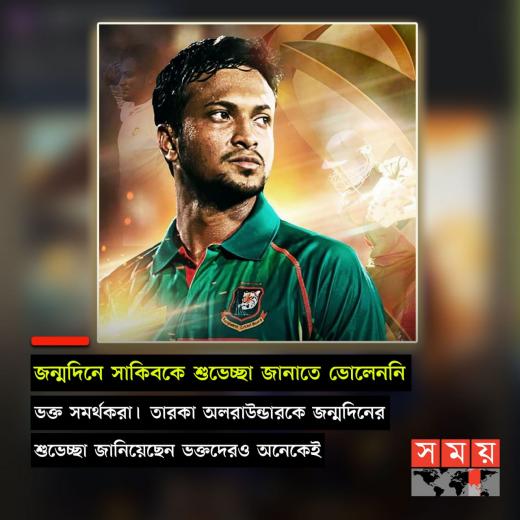 জন্মদিনে সাকিবকে শুভেচ্ছা জানাতে ভোলেননি
ভক্ত সমর্থকরা। তারকা অলরাউন্ডারকে জন্মদিনের
শুভেচ্ছা জানিয়েছেন ভক্তদেরও অনেকেই
সময়